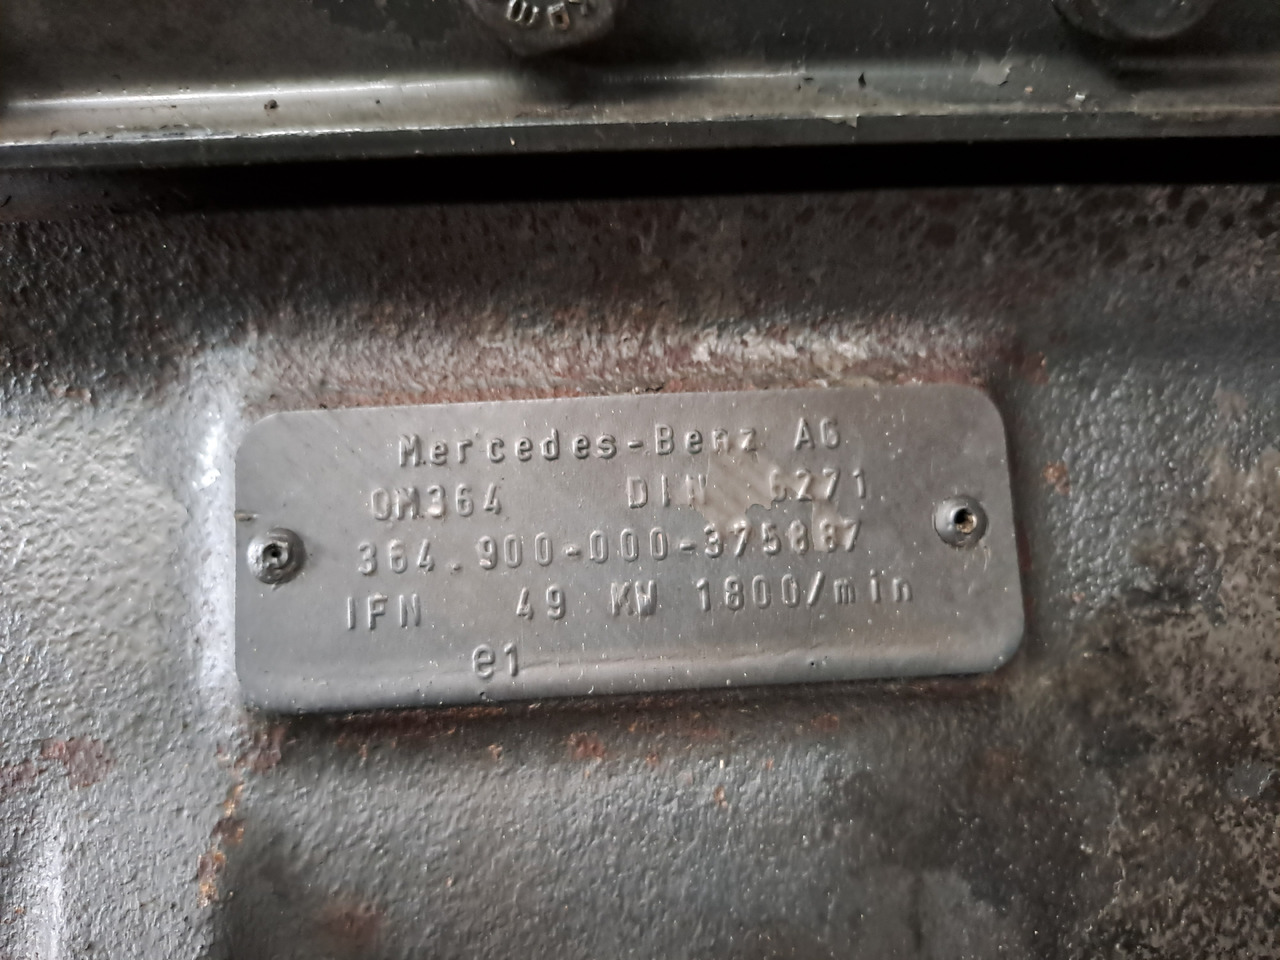 Mercedes-Benz AG
OM364 DIN 6271
364.900-000-375887
IFN 49 KW 1800/min
e1